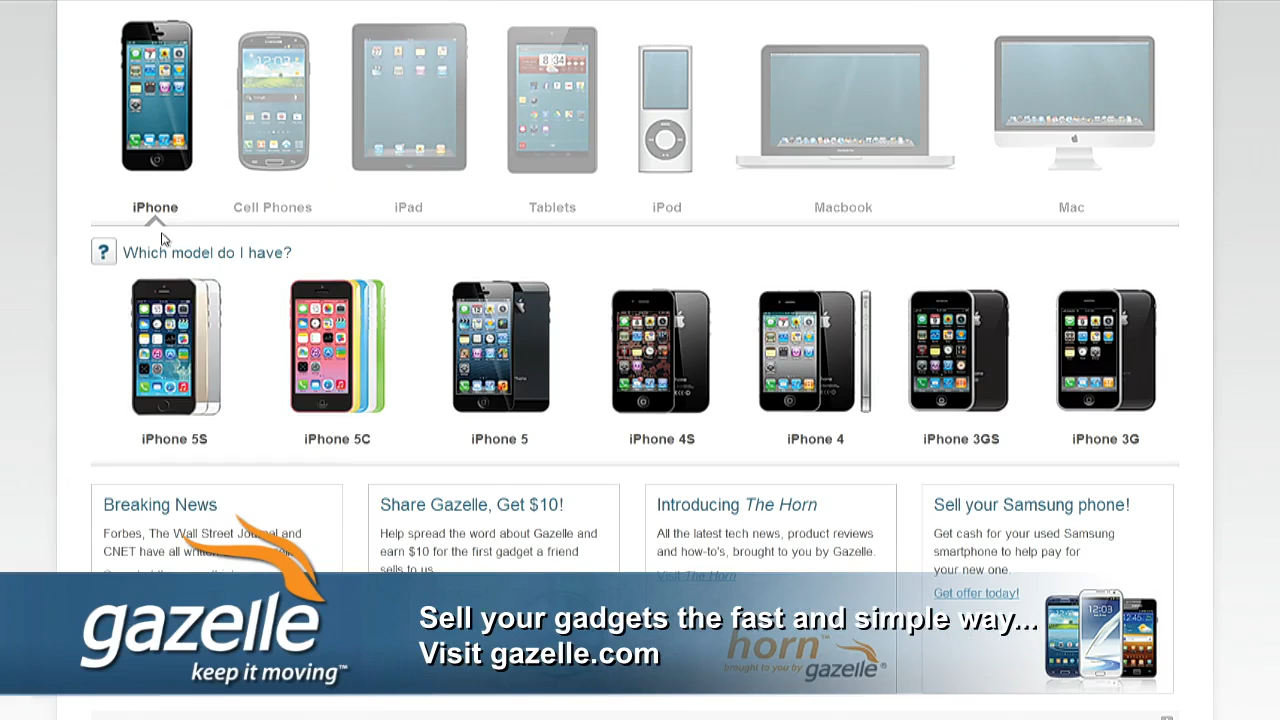 iPhone
Cell Phones
iPad
Tablets
iPod
Macbook
Mac
? Which model do I have?
iPhone 5S
iPhone 5C
iPhone 5
iPhone 4S
iPhone 4
iPhone 3GS
iPhone 3G
Breaking News
Forbes, The Wall Street Journal and
CNET have all written
Share Gazelle, Get $10!
Help spread the word about Gazelle and
earn $10 for the first gadget a friend
sells to us.
Introducing The Horn
All the latest tech news, product reviews
and how-to's, brought to you by Gazelle.
Visit The Horn
Sell your Samsung phone!
Get cash for your used Samsung
smartphone to help pay for
your new one.
Get offer today!
gazelle
keep it moving™
Sell your gadgets the fast and simple way...
Visit gazelle.com
horn™
brought to you by gazelle®
12:03